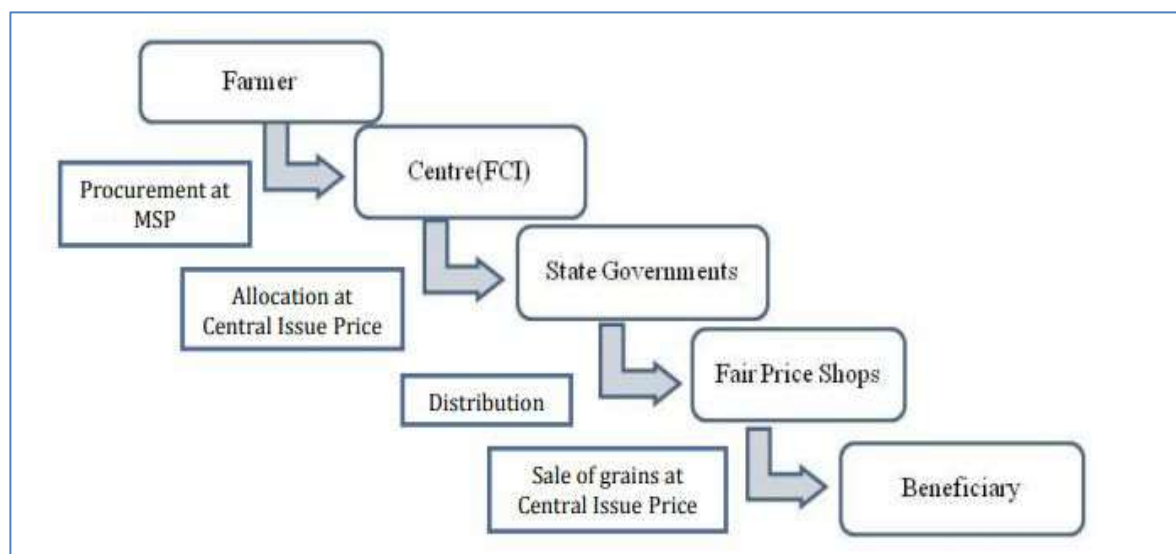 Farmer
Centre(FCI)
Procurement at
MSP
State Governments
Allocation at
Central Issue Price
Fair Price Shops
Distribution
Sale of grains at
Central Issue Price
Beneficiary